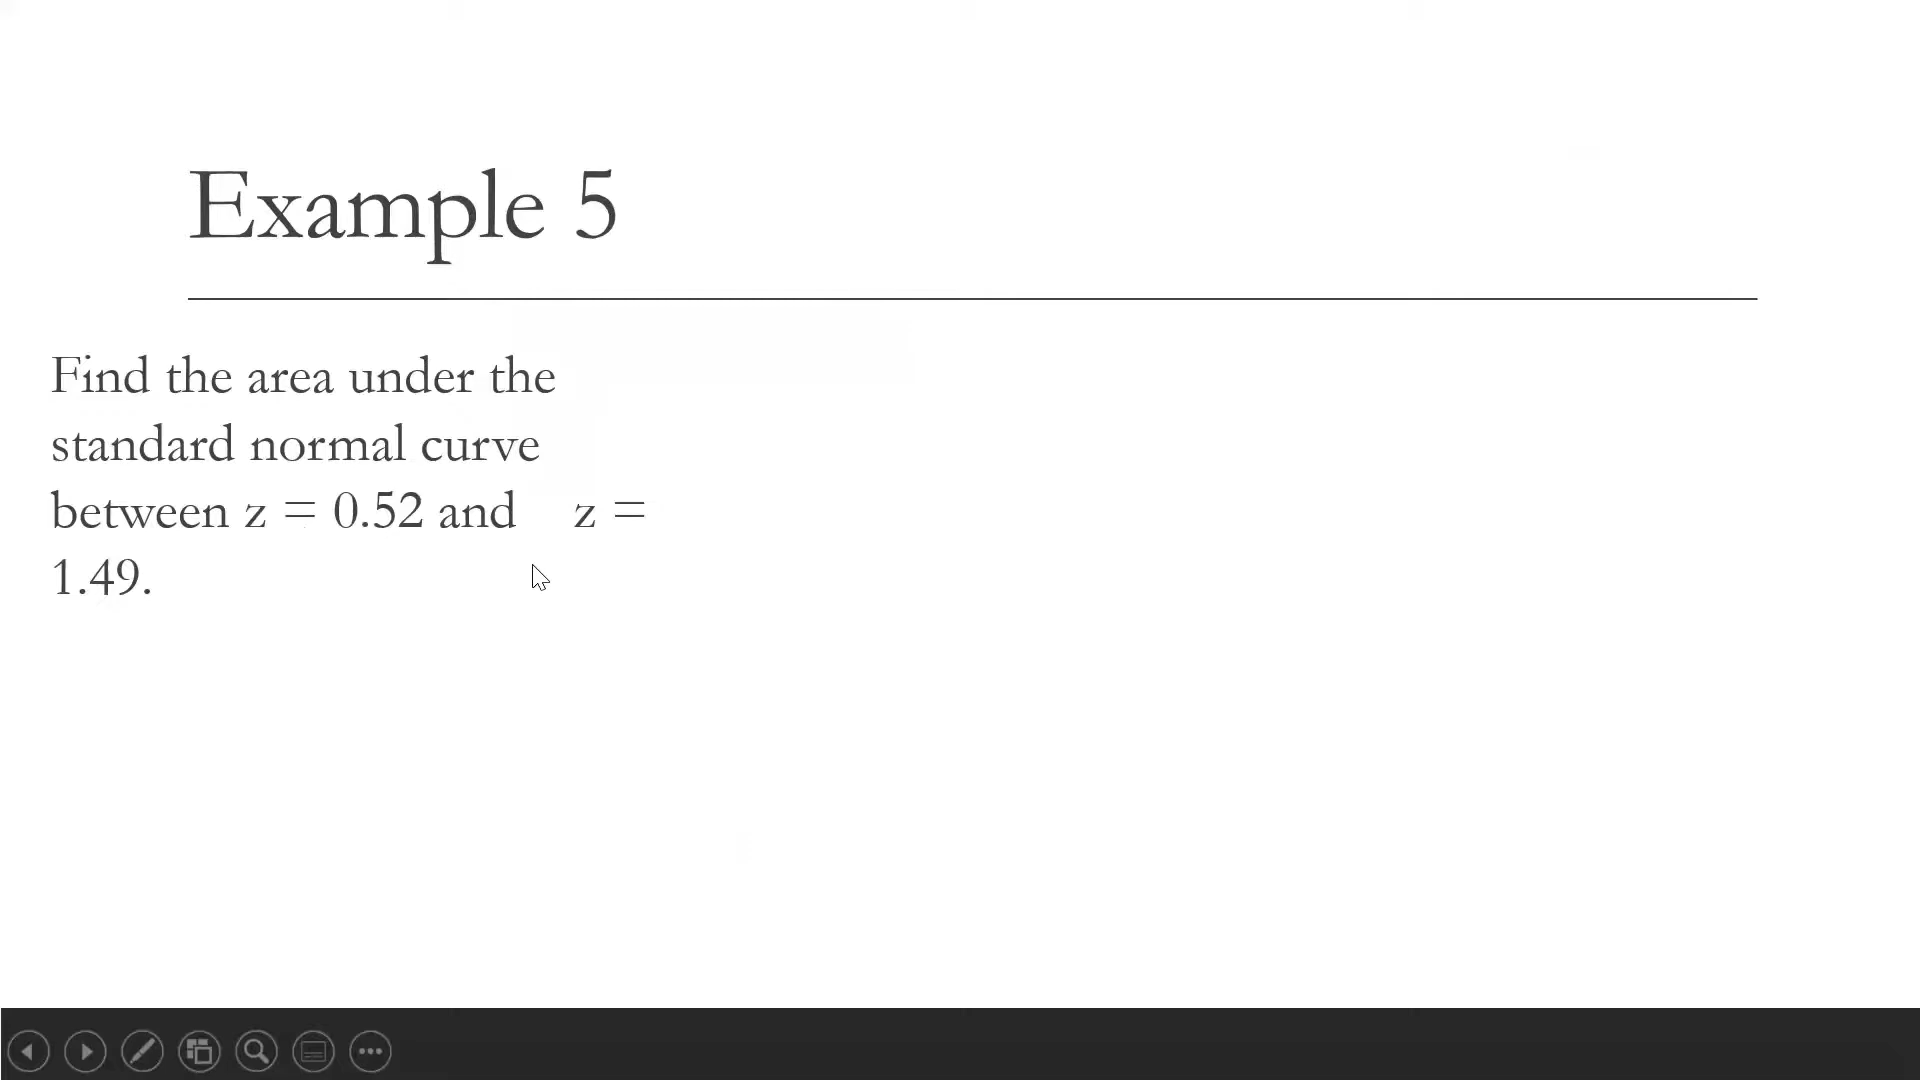 Example 5
Find the area under the
standard normal curve
between z = 0.52 and z =
1.49.